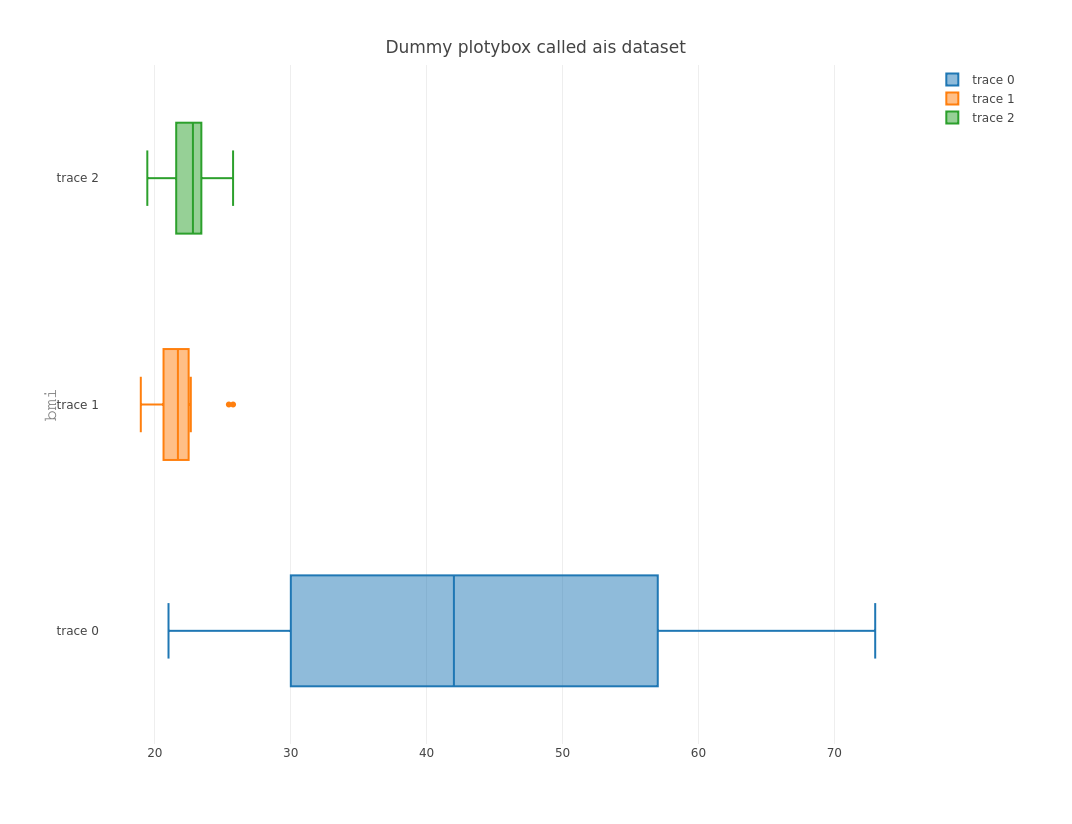 Dummy plotybox called ais dataset
trace 0
trace 1
trace 2
trace 2
trace 1
trace 0
bmi
20
30
40
50
60
70